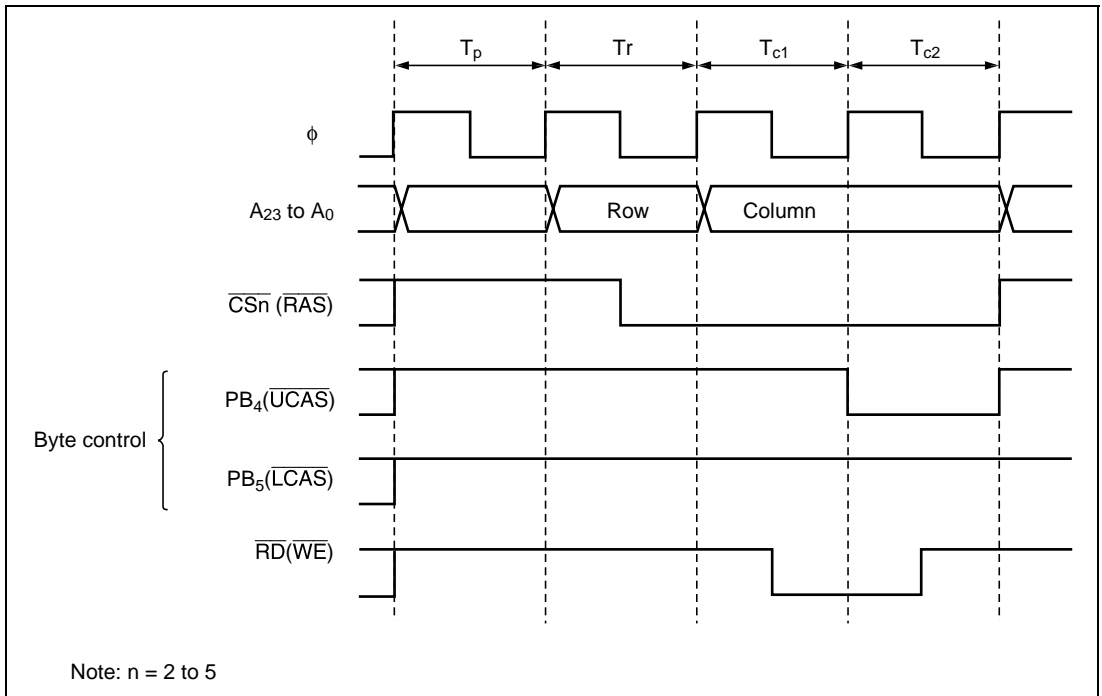 Tp Tr Tc1 Tc2
φ
A23 to A0 Row Column
CSn (RAS)
PB4(UCAS)
Byte control
PB5(LCAS)
RD(WE)
Note: n = 2 to 5